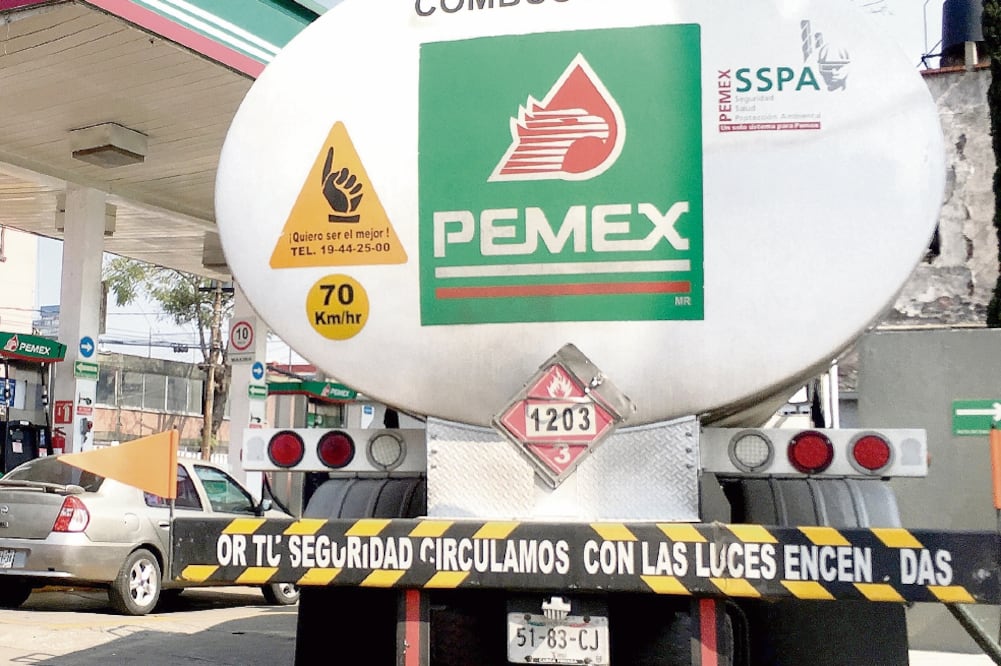 COMBUS
PEMEX
MR
PEMEX
SSPA
Seguridad
Salud
Protección Ambiental
Un solo sistema para Pemex
¡Quiero ser el mejor!
TEL. 19-44-25-00
70
Km/hr
10
MAXIMA
PEMEX
PEMEX
1203
3
OR TU SEGURIDAD CIRCULAMOS CON LAS LUCES ENCEN DAS
51-83-CJ